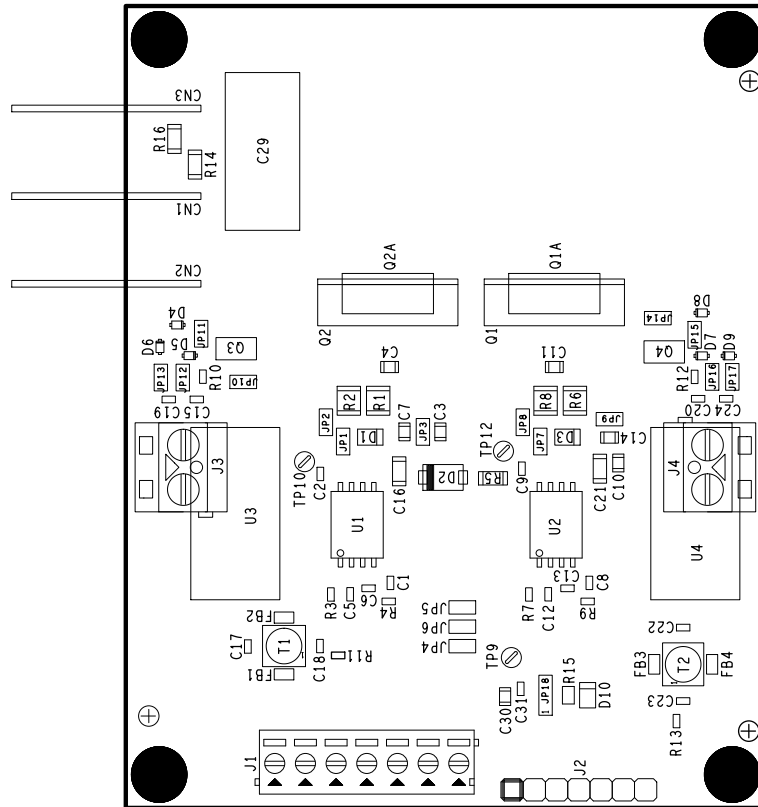 CN3
R16
R14
C29
CN1
CN2
Q2A
Q1A
Q2
Q1
D4
D6
D5
JP11
Q3
JP13
JP12
R10
JP10
C19
C15
C4
C11
D8
JP14
JP15
Q4
D7
D9
R12
JP16
JP17
C20
C24
R2
R1
JP2
JP1
D1
C7
JP3
C3
R8
R6
JP8
JP7
D3
JP9
C14
TP12
TP10
C2
C16
D2
R5
C9
C21
C10
J3
J4
U3
U1
U2
U4
C13
R3
C5
C6
R4
C1
R7
C12
R9
C8
JP5
JP6
JP4
FB2
C17
T1
1
C18
R11
FB1
TP9
C22
FB3
T2
1
FB4
C23
R13
C30
C31
1 JP18
R15
D10
J1
J2